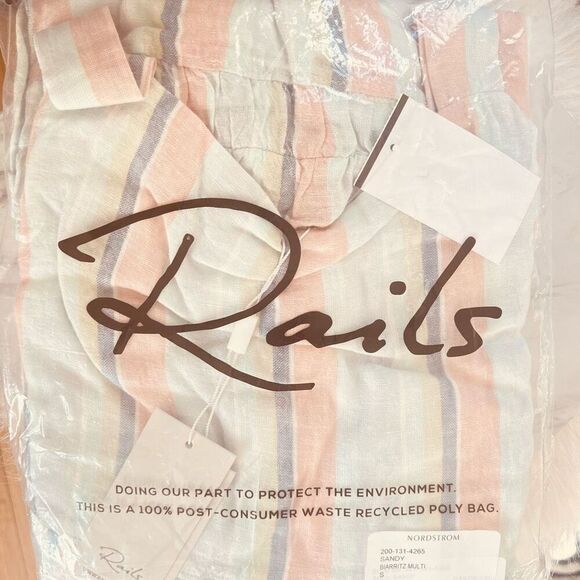 Rails
DOING OUR PART TO PROTECT THE ENVIRONMENT.
THIS IS A 100% POST-CONSUMER WASTE RECYCLED POLY BAG.
NORDSTROM
200-131-4265
SANDY
BIARRITZ MULTI
S
Rails